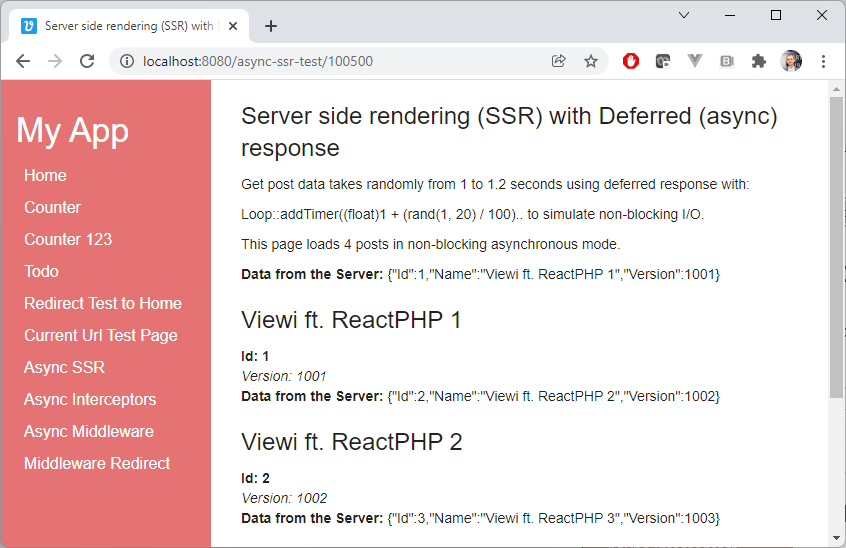 Server side rendering (SSR) with
localhost:8080/async-ssr-test/100500
My App
Home
Counter
Counter 123
Todo
Redirect Test to Home
Current Url Test Page
Async SSR
Async Interceptors
Async Middleware
Middleware Redirect
Server side rendering (SSR) with Deferred (async)
response
Get post data takes randomly from 1 to 1.2 seconds using deferred response with:
Loop::addTimer((float)1 + (rand(1, 20) / 100).. to simulate non-blocking I/O.
This page loads 4 posts in non-blocking asynchronous mode.
Data from the Server: {"Id":1,"Name":"Viewi ft. ReactPHP 1","Version":1001}
Viewi ft. ReactPHP 1
Id: 1
Version: 1001
Data from the Server: {"Id":2,"Name":"Viewi ft. ReactPHP 2","Version":1002}
Viewi ft. ReactPHP 2
Id: 2
Version: 1002
Data from the Server: {"Id":3,"Name":"Viewi ft. ReactPHP 3","Version":1003}